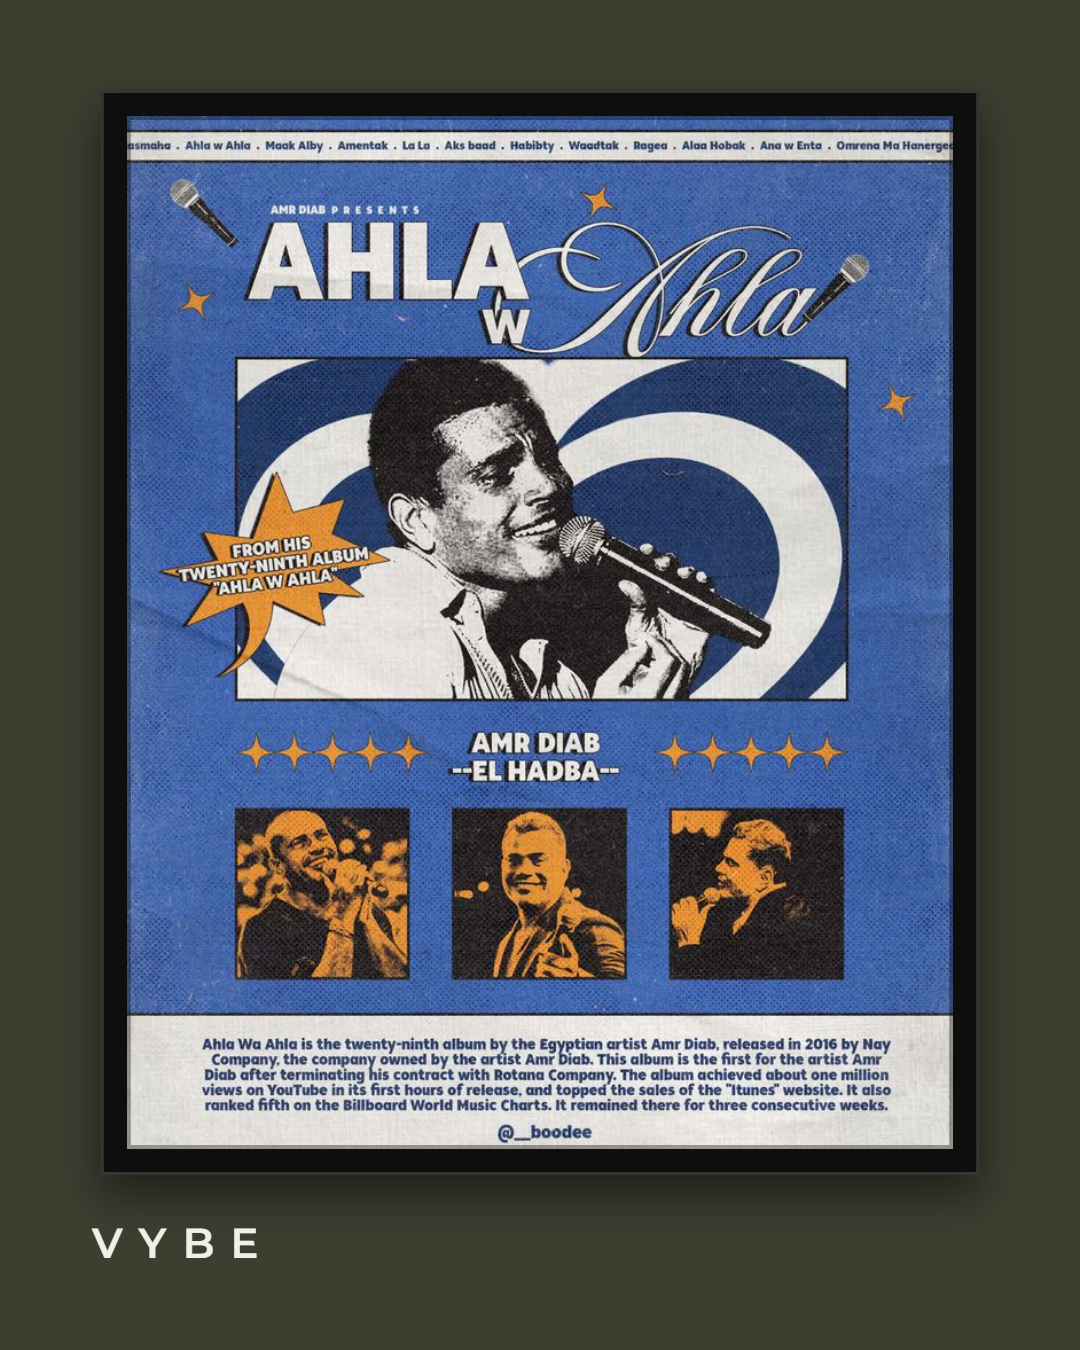 asmaha . Ahla w Ahla . Maak Alby . Amentak . La La . Aks baad . Habibty . Waadtak . Ragea . Alaa Hobak . Ana w Enta . Omrena Ma Hanerge
AMR DIAB PRESENTS
AHLA
w Ahla
FROM HIS
TWENTY-NINTH ALBUM
"AHLA W AHLA"
AMR DIAB
--EL HADBA--
Ahla Wa Ahla is the twenty-ninth album by the Egyptian artist Amr Diab, released in 2016 by Nay
Company, the company owned by the artist Amr Diab. This album is the first for the artist Amr
Diab after terminating his contract with Rotana Company. The album achieved about one million
views on YouTube in its first hours of release, and topped the sales of the "Itunes" website. It also
ranked fifth on the Billboard World Music Charts. It remained there for three consecutive weeks.
@__boodee
VYBE